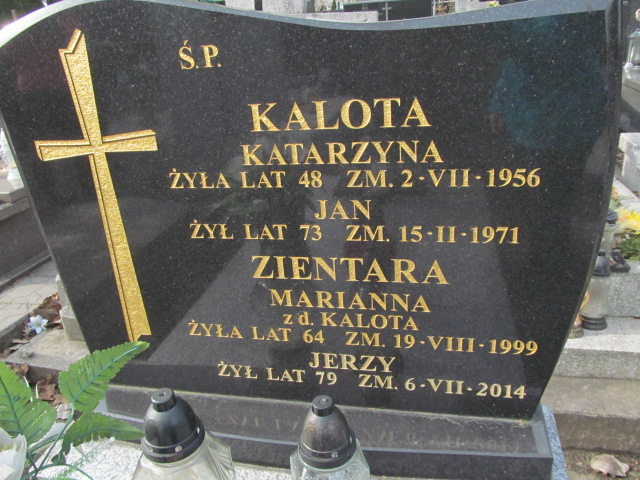 Ś.P.
KALOTA
KATARZYNA
ŻYŁA LAT 48 ZM. 2·VII·1956
JAN
ŻYŁ LAT 73 ZM. 15·II·1971
ZIENTARA
MARIANNA
z d. KALOTA
ŻYŁA LAT 64 ZM. 19·VIII·1999
JERZY
ŻYŁ LAT 79 ZM. 6·VII·2014